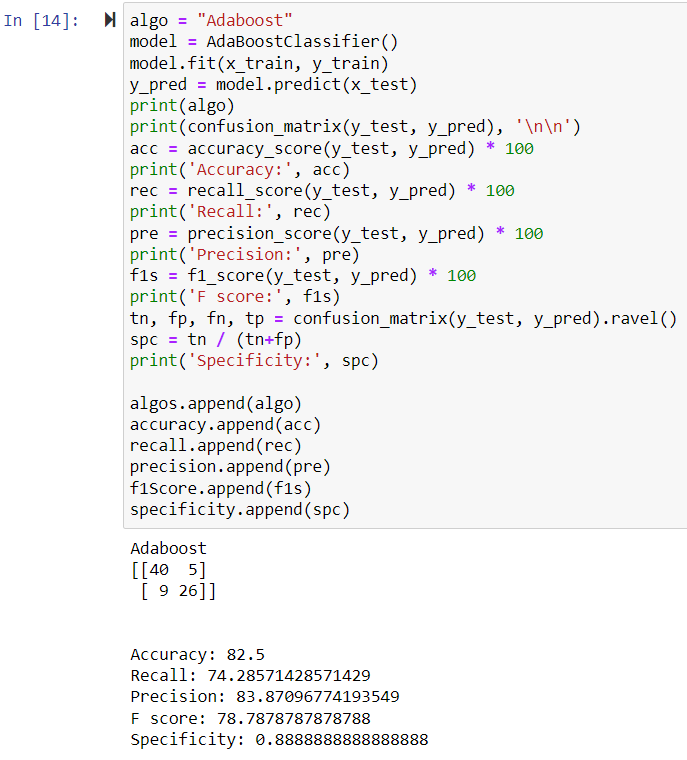 In [14]:
algo = "Adaboost"
model = AdaBoostClassifier()
model.fit(x_train, y_train)
y_pred = model.predict(x_test)
print(algo)
print(confusion_matrix(y_test, y_pred), '\n\n')
acc = accuracy_score(y_test, y_pred) * 100
print('Accuracy:', acc)
rec = recall_score(y_test, y_pred) * 100
print('Recall:', rec)
pre = precision_score(y_test, y_pred) * 100
print('Precision:', pre)
f1s = f1_score(y_test, y_pred) * 100
print('F score:', f1s)
tn, fp, fn, tp = confusion_matrix(y_test, y_pred).ravel()
spc = tn / (tn+fp)
print('Specificity:', spc)

algos.append(algo)
accuracy.append(acc)
recall.append(rec)
precision.append(pre)
f1Score.append(f1s)
specificity.append(spc)

Adaboost
[[40  5]
 [ 9 26]]

Accuracy: 82.5
Recall: 74.28571428571429
Precision: 83.87096774193549
F score: 78.7878787878788
Specificity: 0.8888888888888888